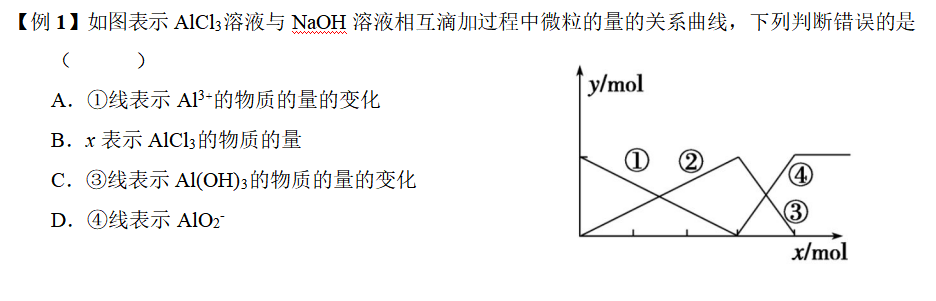 【例 1】如图表示 AlCl₃溶液与 NaOH 溶液相互滴加过程中微粒的量的关系曲线，下列判断错误的是
（　　）
A．①线表示 Al³⁺的物质的量的变化
B．x 表示 AlCl₃的物质的量
C．③线表示 Al(OH)₃的物质的量的变化
D．④线表示 AlO₂⁻
y/mol
① ②
④
③
x/mol